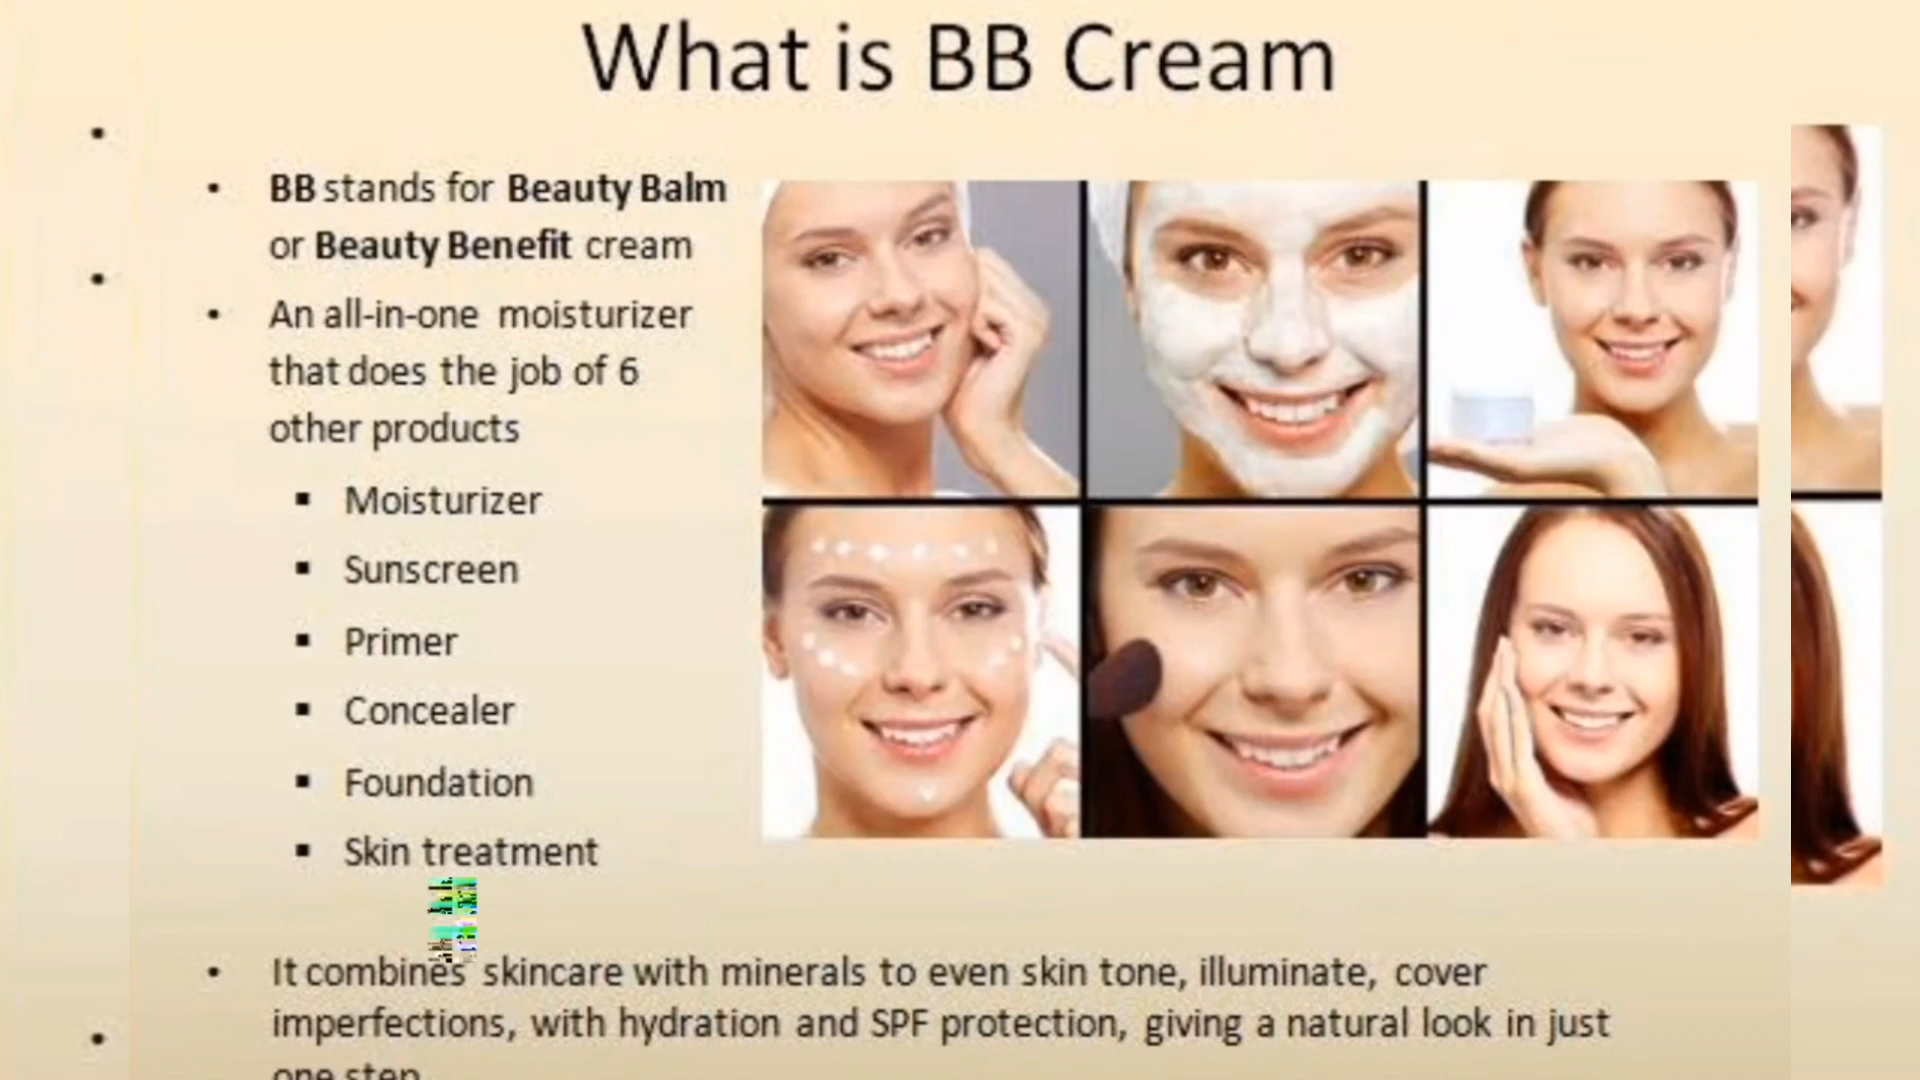 What is BB Cream
• BB stands for Beauty Balm
or Beauty Benefit cream
• An all-in-one moisturizer
that does the job of 6
other products
▪ Moisturizer
▪ Sunscreen
▪ Primer
▪ Concealer
▪ Foundation
▪ Skin treatment
• It combines skincare with minerals to even skin tone, illuminate, cover
imperfections, with hydration and SPF protection, giving a natural look in just
one step